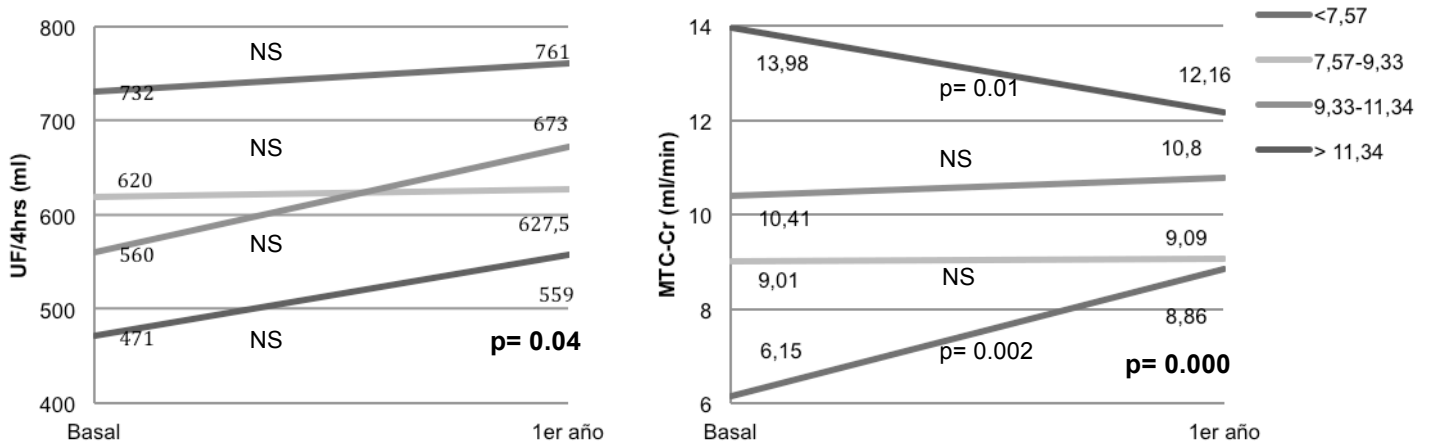 800
700
600
500
400
UF/4hrs (ml)
NS
732
761
NS
620
673
NS
560
627,5
NS
471
559
p= 0.04
Basal
1er año
14
12
10
8
6
MTC-Cr (ml/min)
13,98
p= 0.01
12,16
NS
10,41
10,8
9,01
NS
9,09
6,15
p= 0.002
8,86
p= 0.000
Basal
1er año
<7,57
7,57-9,33
9,33-11,34
> 11,34